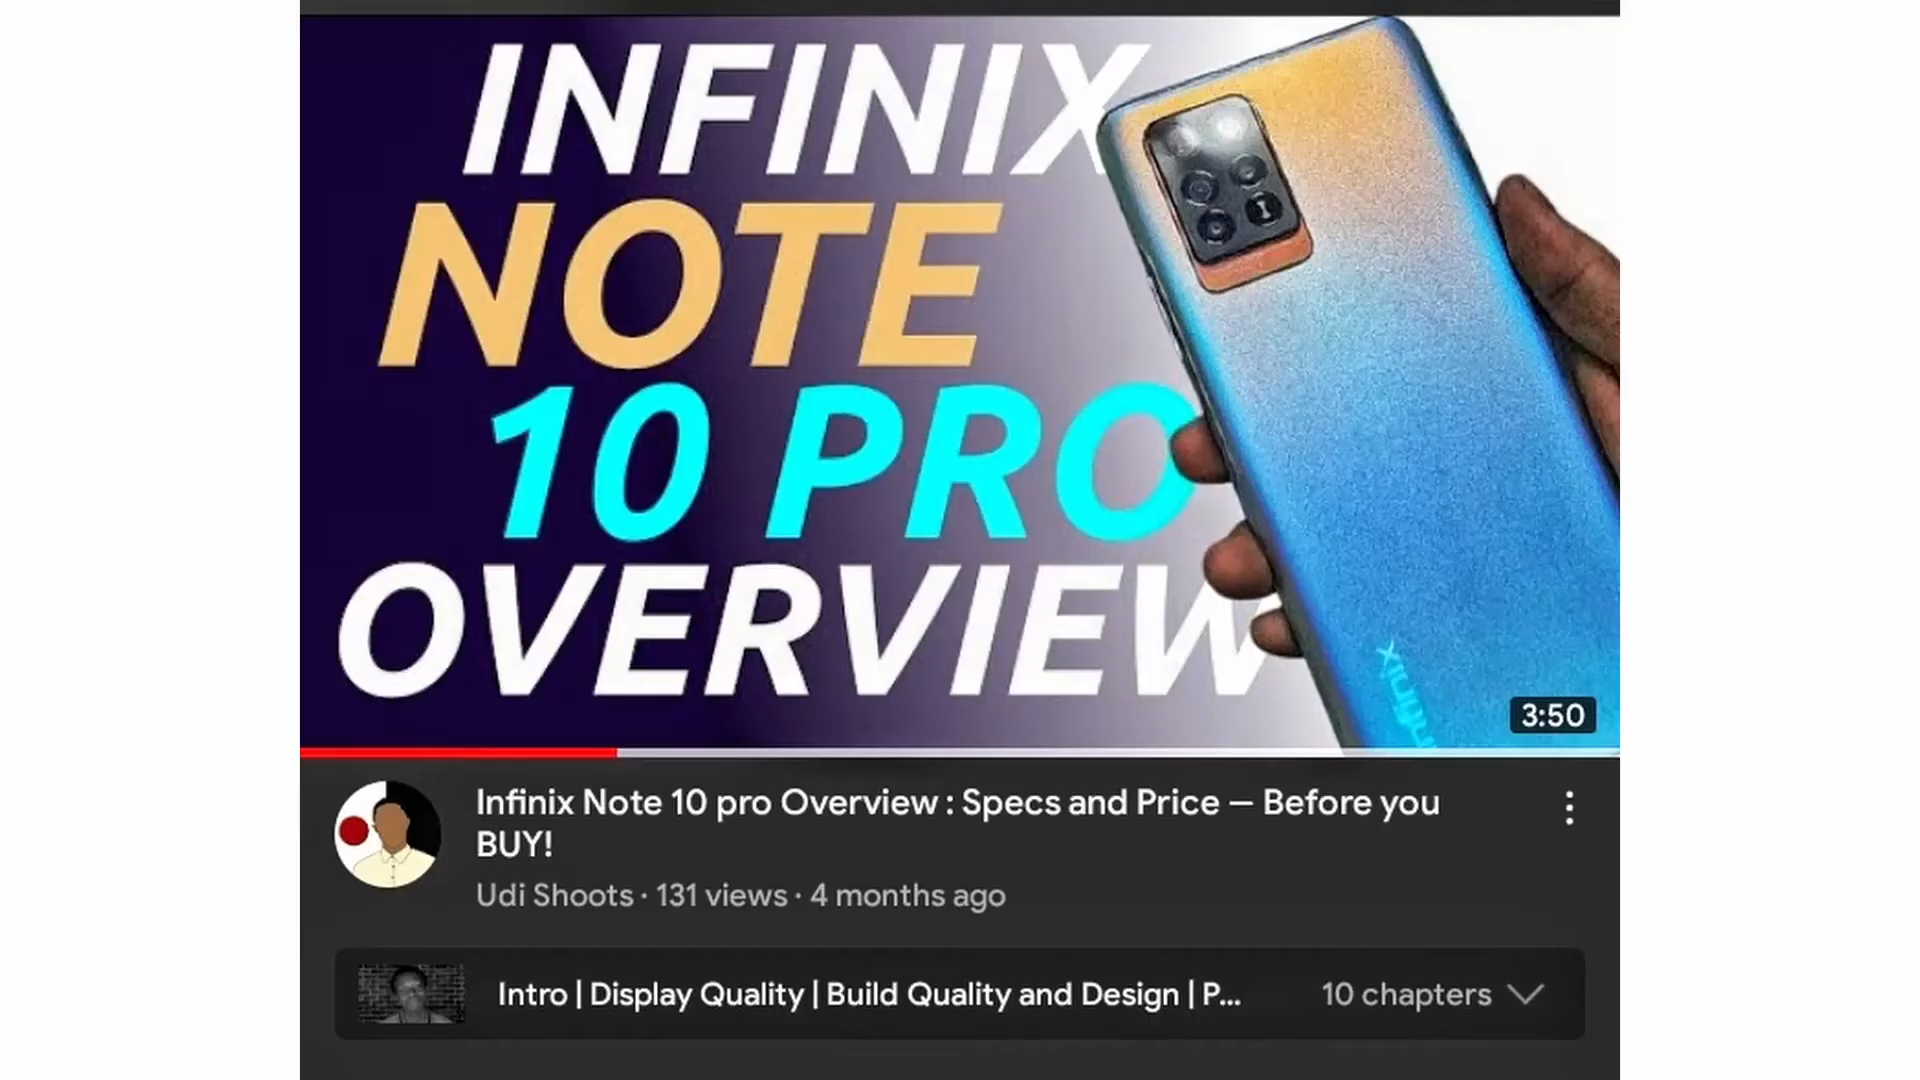 INFINIX
NOTE
10 PRO
OVERVIEW
Infinix
3:50
Infinix Note 10 pro Overview : Specs and Price – Before you
BUY!
Udi Shoots · 131 views · 4 months ago
Intro | Display Quality | Build Quality and Design | P...
10 chapters